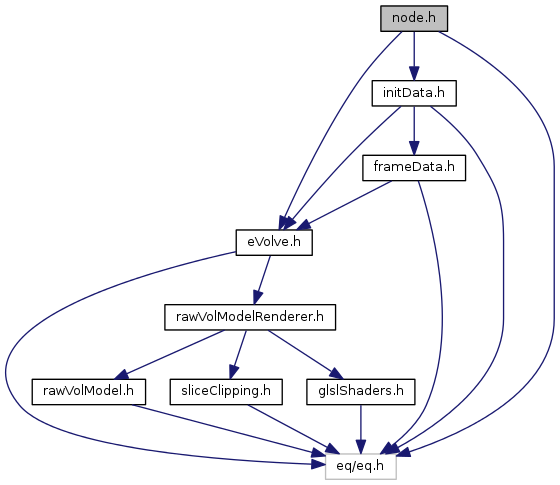 node.h
initData.h
frameData.h
eVolve.h
rawVolModelRenderer.h
rawVolModel.h
sliceClipping.h
glslShaders.h
eq/eq.h